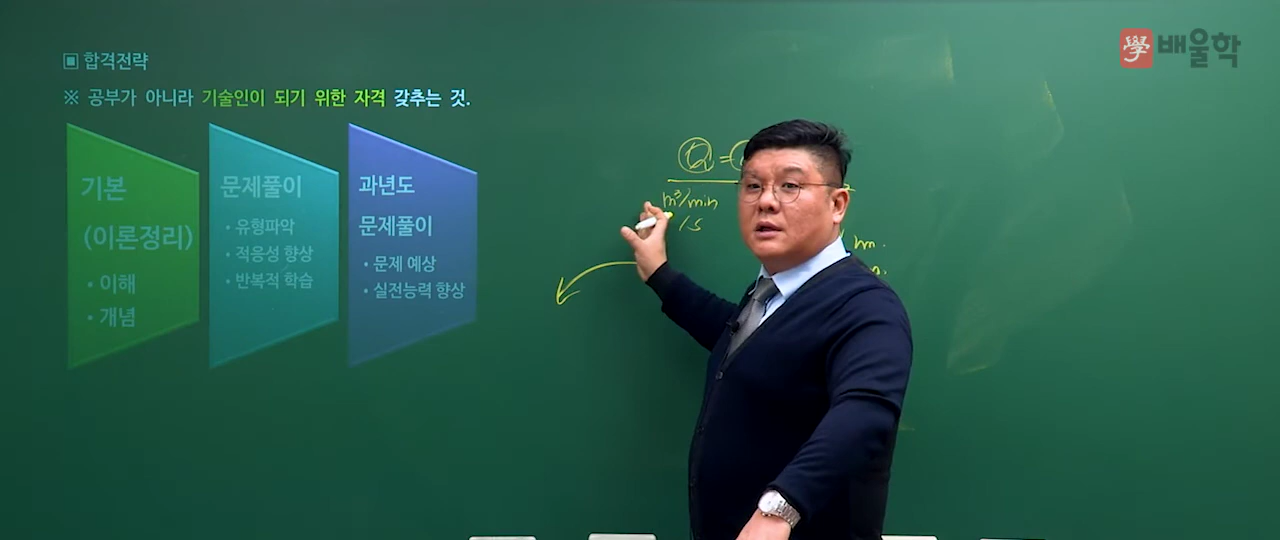 ▣ 합격전략
※ 공부가 아니라 기술인이 되기 위한 자격 갖추는 것.
기본
(이론정리)
• 이해
• 개념
문제풀이
• 유형파악
• 적응성 향상
• 반복적 학습
과년도
문제풀이
• 문제 예상
• 실전능력 향상
Q =
m³/min
/s
m.
學 배울학